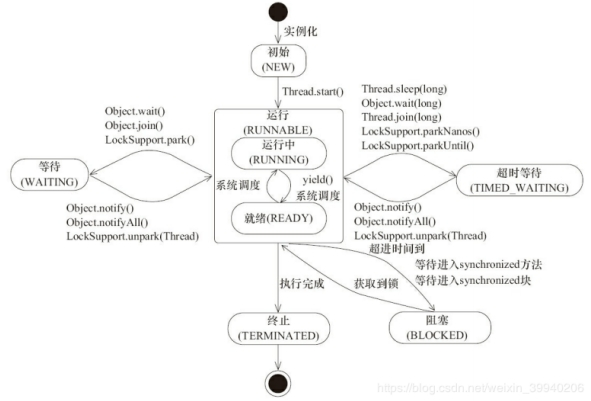 实例化
初始
(NEW)
Thread.start()
Object.wait()
Object.join()
LockSupport.park()
等待
(WAITING)
Object.notify()
Object.notifyAll()
LockSupport.unpark(Thread)
运行
(RUNNABLE)
运行中
(RUNNING)
系统调度
yield()
系统调度
就绪(READY)
Thread.sleep(long)
Object.wait(long)
Thread.join(long)
LockSupport.parkNanos()
LockSupport.parkUntil()
超时等待
(TIMED_WAITING)
Object.notify()
Object.notifyAll()
LockSupport.unpark(Thread)
超进时间到
等待进入synchronized方法
等待进入synchronized块
获取到锁
执行完成
阻塞
(BLOCKED)
终止
(TERMINATED)
https://blog.csdn.net/weixin_39940206